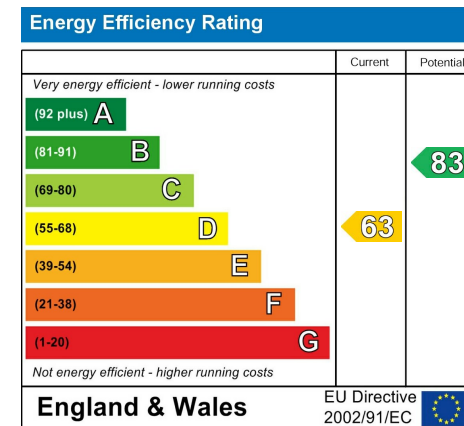 Energy Efficiency Rating
Current Potential
Very energy efficient - lower running costs
(92 plus) A
(81-91) B
83
(69-80) C
(55-68) D
63
(39-54) E
(21-38) F
(1-20) G
Not energy efficient - higher running costs
England & Wales
EU Directive
2002/91/EC